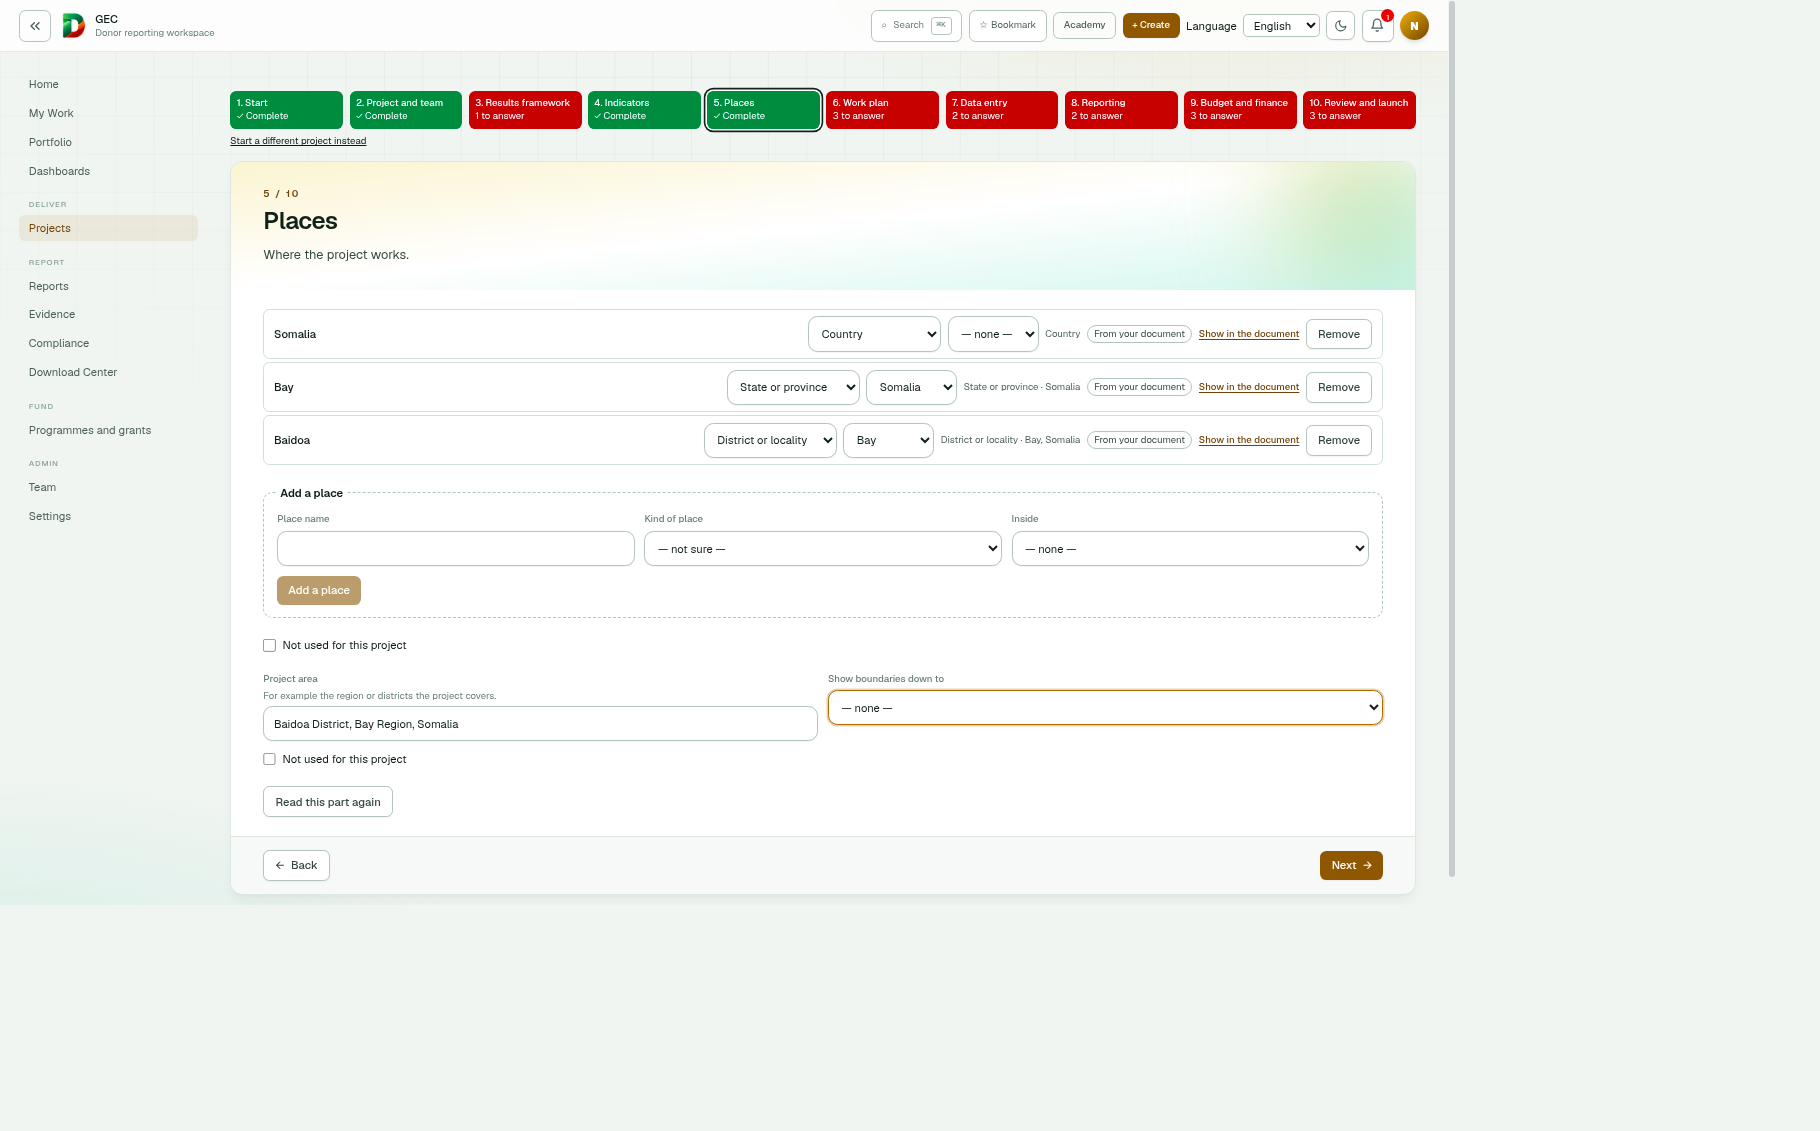 GEC
Donor reporting workspace
Search ⌘K
☆ Bookmark
Academy
+ Create
Language
English
1
N
Home
My Work
Portfolio
Dashboards
DELIVER
Projects
REPORT
Reports
Evidence
Compliance
Download Center
FUND
Programmes and grants
ADMIN
Team
Settings
1. Start
✓ Complete
2. Project and team
✓ Complete
3. Results framework
1 to answer
4. Indicators
✓ Complete
5. Places
✓ Complete
6. Work plan
3 to answer
7. Data entry
2 to answer
8. Reporting
2 to answer
9. Budget and finance
3 to answer
10. Review and launch
3 to answer
Start a different project instead
5 / 10
Places
Where the project works.
Somalia Country — none — Country From your document Show in the document Remove
Bay State or province Somalia State or province · Somalia From your document Show in the document Remove
Baidoa District or locality Bay District or locality · Bay, Somalia From your document Show in the document Remove
Add a place
Place name Kind of place Inside
— not sure — — none —
Add a place
Not used for this project
Project area
For example the region or districts the project covers.
Baidoa District, Bay Region, Somalia
Show boundaries down to
— none —
Not used for this project
Read this part again
← Back
Next →